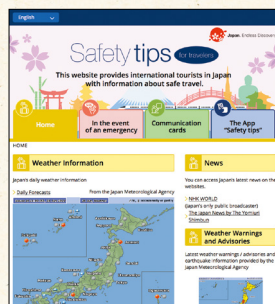 English
Japan. Endless Discovery.
Safety tips for travelers
This website provides international tourists in Japan
with information about safe travel.
Home
In the event
of an emergency
Communication
cards
The App
"Safety tips"
HOME
Weather Information
Japan's daily weather information
Daily Forecasts
From the Japan Meteorological Agency
News
You can access Japan's latest news on the
websites.
NHK WORLD
(Japan's only public broadcaster)
The Japan News by The Yomiuri
Shimbun
Weather Warnings
and Advisories
Latest weather warnings / advisories and
earthquake information provided by the
Japan Meteorological Agency